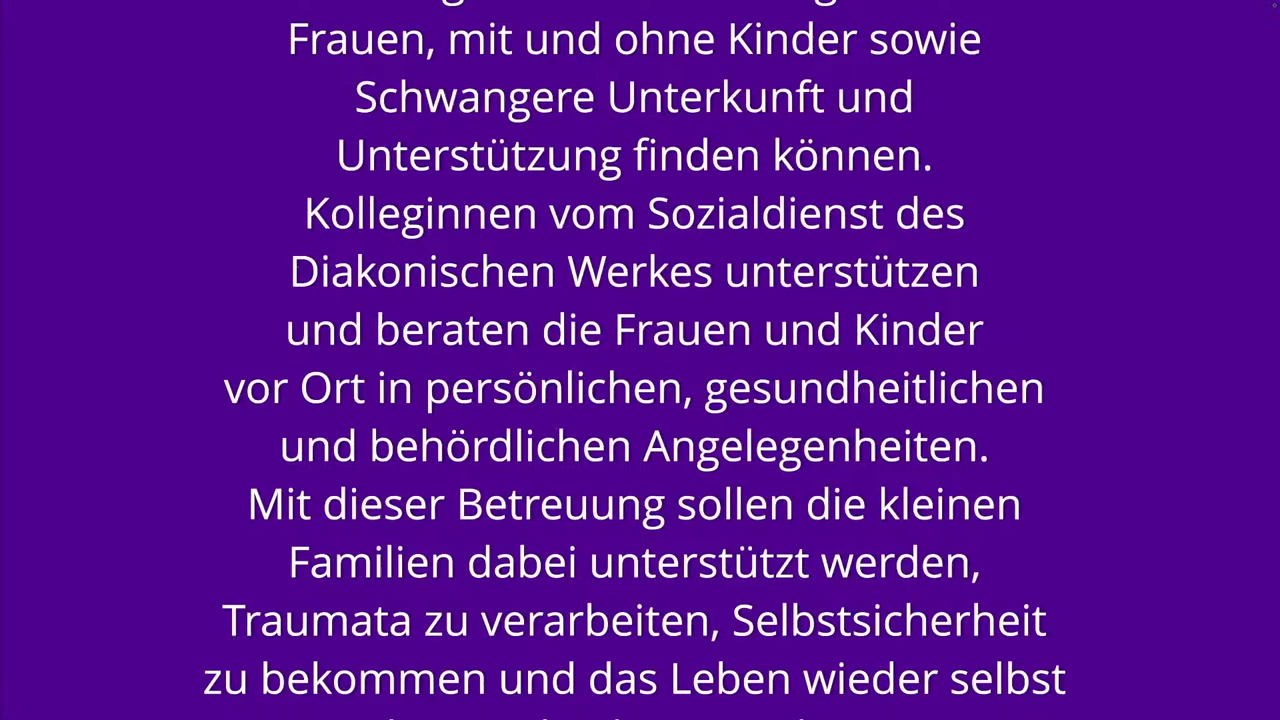 Frauen, mit und ohne Kinder sowie
Schwangere Unterkunft und
Unterstützung finden können.
Kolleginnen vom Sozialdienst des
Diakonischen Werkes unterstützen
und beraten die Frauen und Kinder
vor Ort in persönlichen, gesundheitlichen
und behördlichen Angelegenheiten.
Mit dieser Betreuung sollen die kleinen
Familien dabei unterstützt werden,
Traumata zu verarbeiten, Selbstsicherheit
zu bekommen und das Leben wieder selbst